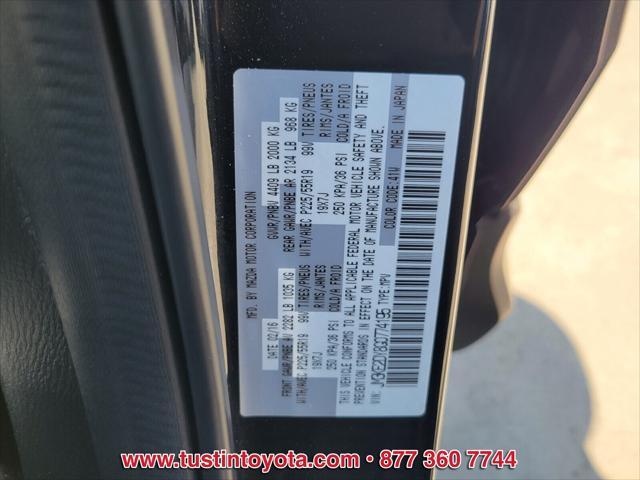 MFD. BY MAZDA MOTOR CORPORATION
DATE: 02/16 GVWR/PNBV 4409 LB 2000 KG
FRONT GAWR/PNBE AV 2282 LB 1035 KG REAR GAWR/PNBE AR 2134 LB 968 KG
WITH/AVEC P225/55R19 99V TIRES/PNEUS WITH/AVEC P225/55R19 99V TIRES/PNEUS
19X7J RIMS/JANTES 19X7J RIMS/JANTES
250 KPA/36 PSI COLD/A FROID 250 KPA/36 PSI COLD/A FROID
THIS VEHICLE CONFORMS TO ALL APPLICABLE FEDERAL MOTOR VEHICLE SAFETY AND THEFT
PREVENTION STANDARDS IN EFFECT ON THE DATE OF MANUFACTURE SHOWN ABOVE.
VIN: JM3KE2DY8G0774195 TYPE:MPV COLOR CODE:41W MADE IN JAPAN
www.tustintoyota.com • 877 360 7744